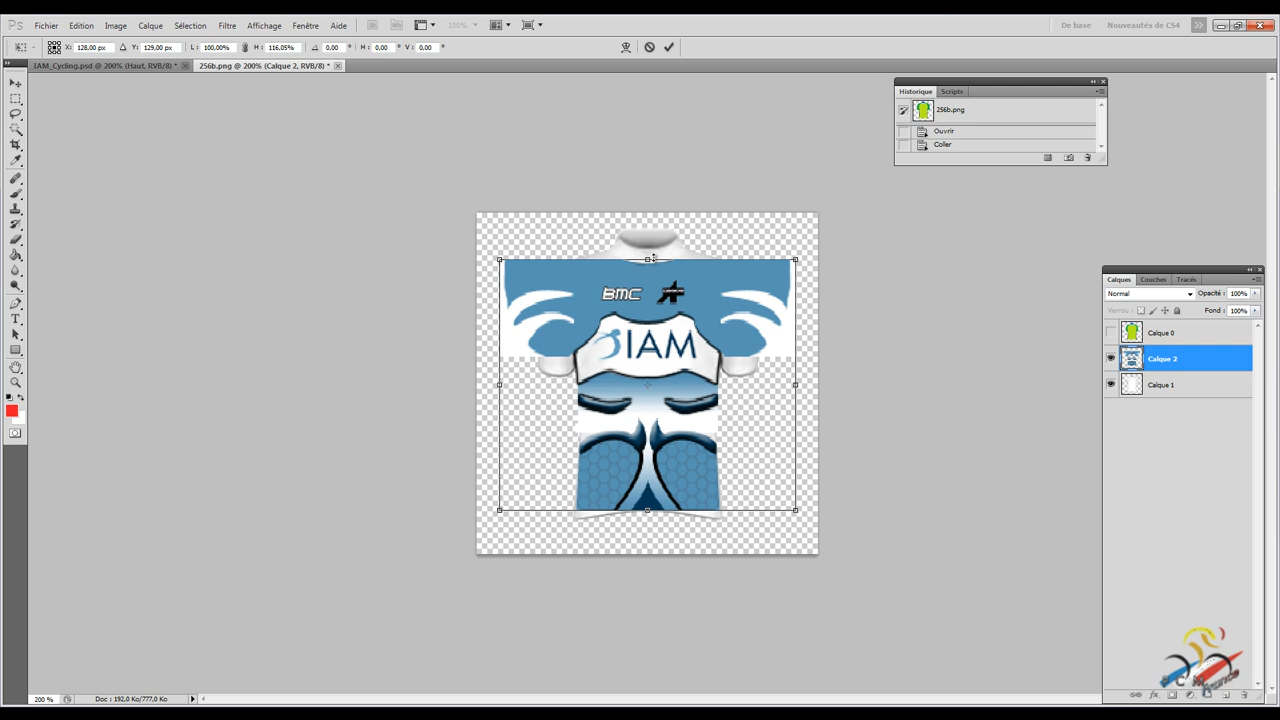 Ps Fichier Edition Image Calque Sélection Filtre Affichage Fenêtre Aide 100% De base Nouveautés de CS4
X: 128,00 px Y: 129,00 px L: 100,00% H: 116,05% 0,00 ° H: 0,00 ° V: 0,00 °
IAM_Cycling.psd @ 200% (Haut, RVB/8) * 256b.png @ 200% (Calque 2, RVB/8) *
Historique Scripts
256b.png
Ouvrir
Coler
BMC
IAM
Calques Couches Tracés
Normal Opacité : 100%
Verrou : Fond : 100%
Calque 0
Calque 2
Calque 1
200 % Doc : 192,0 Ko/777,0 Ko